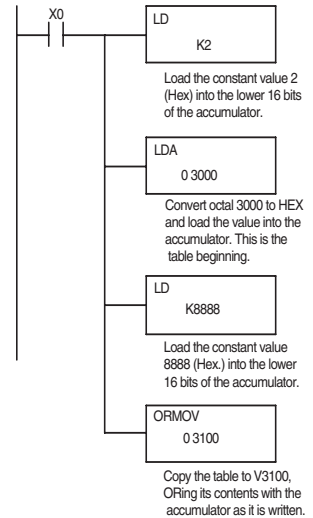 X0
LD
K2
Load the constant value 2
(Hex) into the lower 16 bits
of the accumulator.
LDA
0 3000
Convert octal 3000 to HEX
and load the value into the
accumulator. This is the
table beginning.
LD
K8888
Load the constant value
8888 (Hex.) into the lower
16 bits of the accumulator.
ORMOV
0 3100
Copy the table to V3100,
ORing its contents with the
accumulator as it is written.